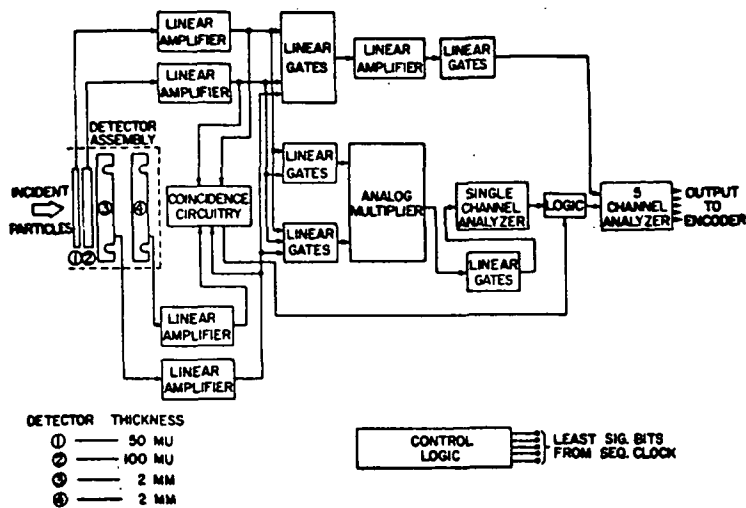 LINEAR
AMPLIFIER
LINEAR
AMPLIFIER
LINEAR
GATES
LINEAR
AMPLIFIER
LINEAR
GATES
DETECTOR
ASSEMBLY
INCIDENT
PARTICLES
① ② ③ ④
COINCIDENCE
CIRCUITRY
LINEAR
GATES
LINEAR
GATES
ANALOG
MULTIPLIER
SINGLE
CHANNEL
ANALYZER
LINEAR
GATES
LOGIC
5
CHANNEL
ANALYZER
OUTPUT
TO
ENCODER
LINEAR
AMPLIFIER
LINEAR
AMPLIFIER
DETECTOR THICKNESS
① 50 MU
② 100 MU
③ 2 MM
④ 2 MM
CONTROL
LOGIC
LEAST SIG. BITS
FROM SEQ. CLOCK